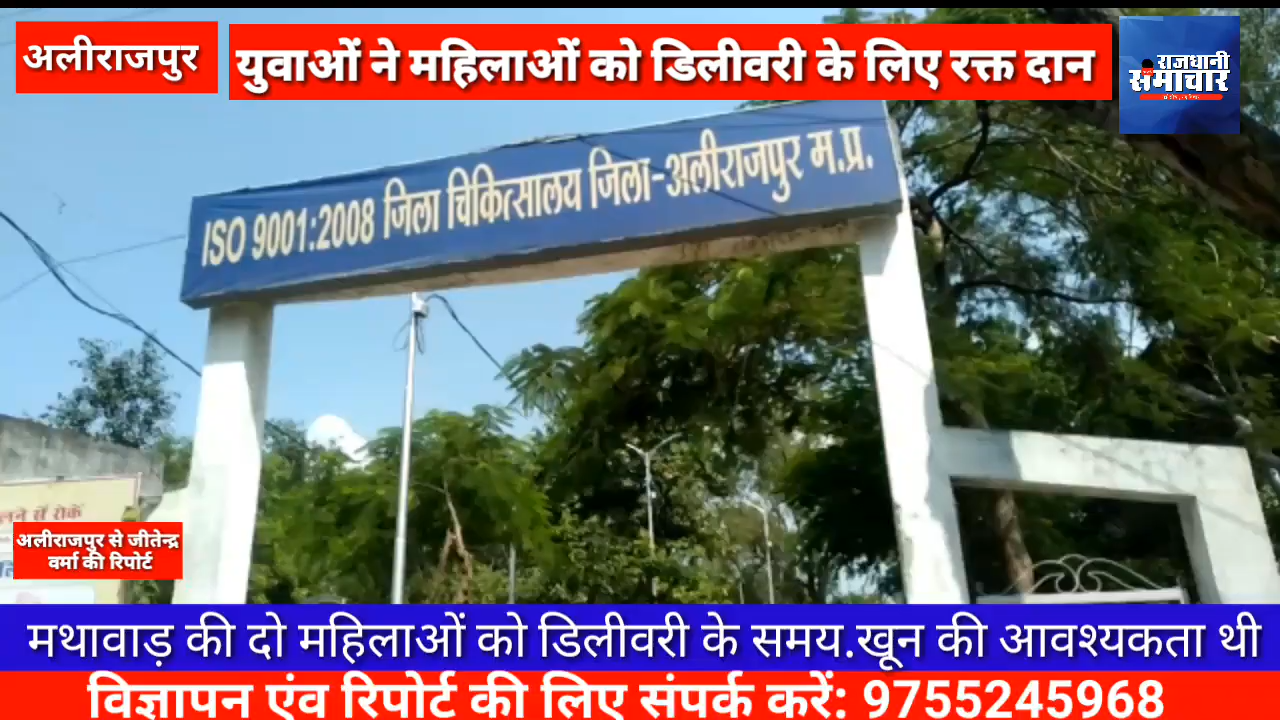 अलीराजपुर
युवाओं ने महिलाओं को डिलीवरी के लिए रक्त दान
राजधानी
समाचार
ISO 9001:2008 जिला चिकित्सालय जिला-अलीराजपुर म.प्र.
लने सें रोकें
अलीराजपुर से जीतेन्द्र
वर्मा की रिपोर्ट
मथावाड़ की दो महिलाओं को डिलीवरी के समय.खून की आवश्यकता थी
विज्ञापन एंव रिपोर्ट की लिए संपर्क करें: 9755245968